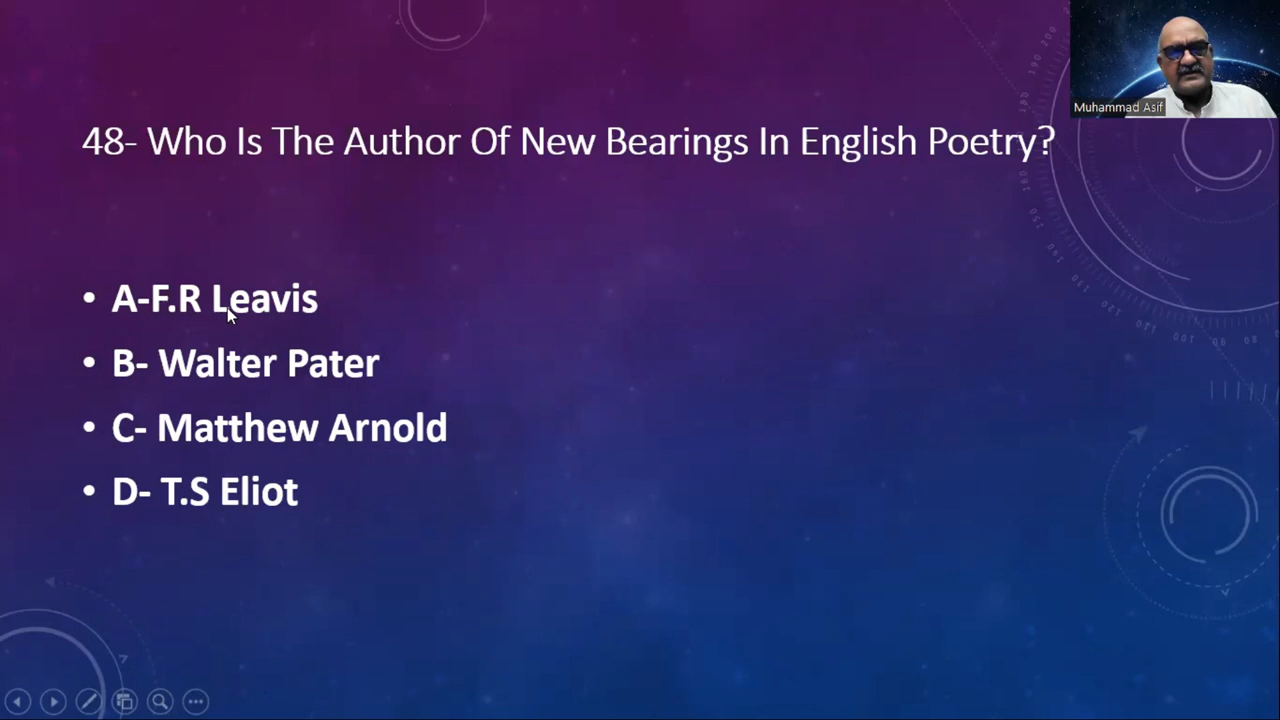 Muhammad Asif
48- Who Is The Author Of New Bearings In English Poetry?
• A-F.R Leavis
• B- Walter Pater
• C- Matthew Arnold
• D- T.S Eliot